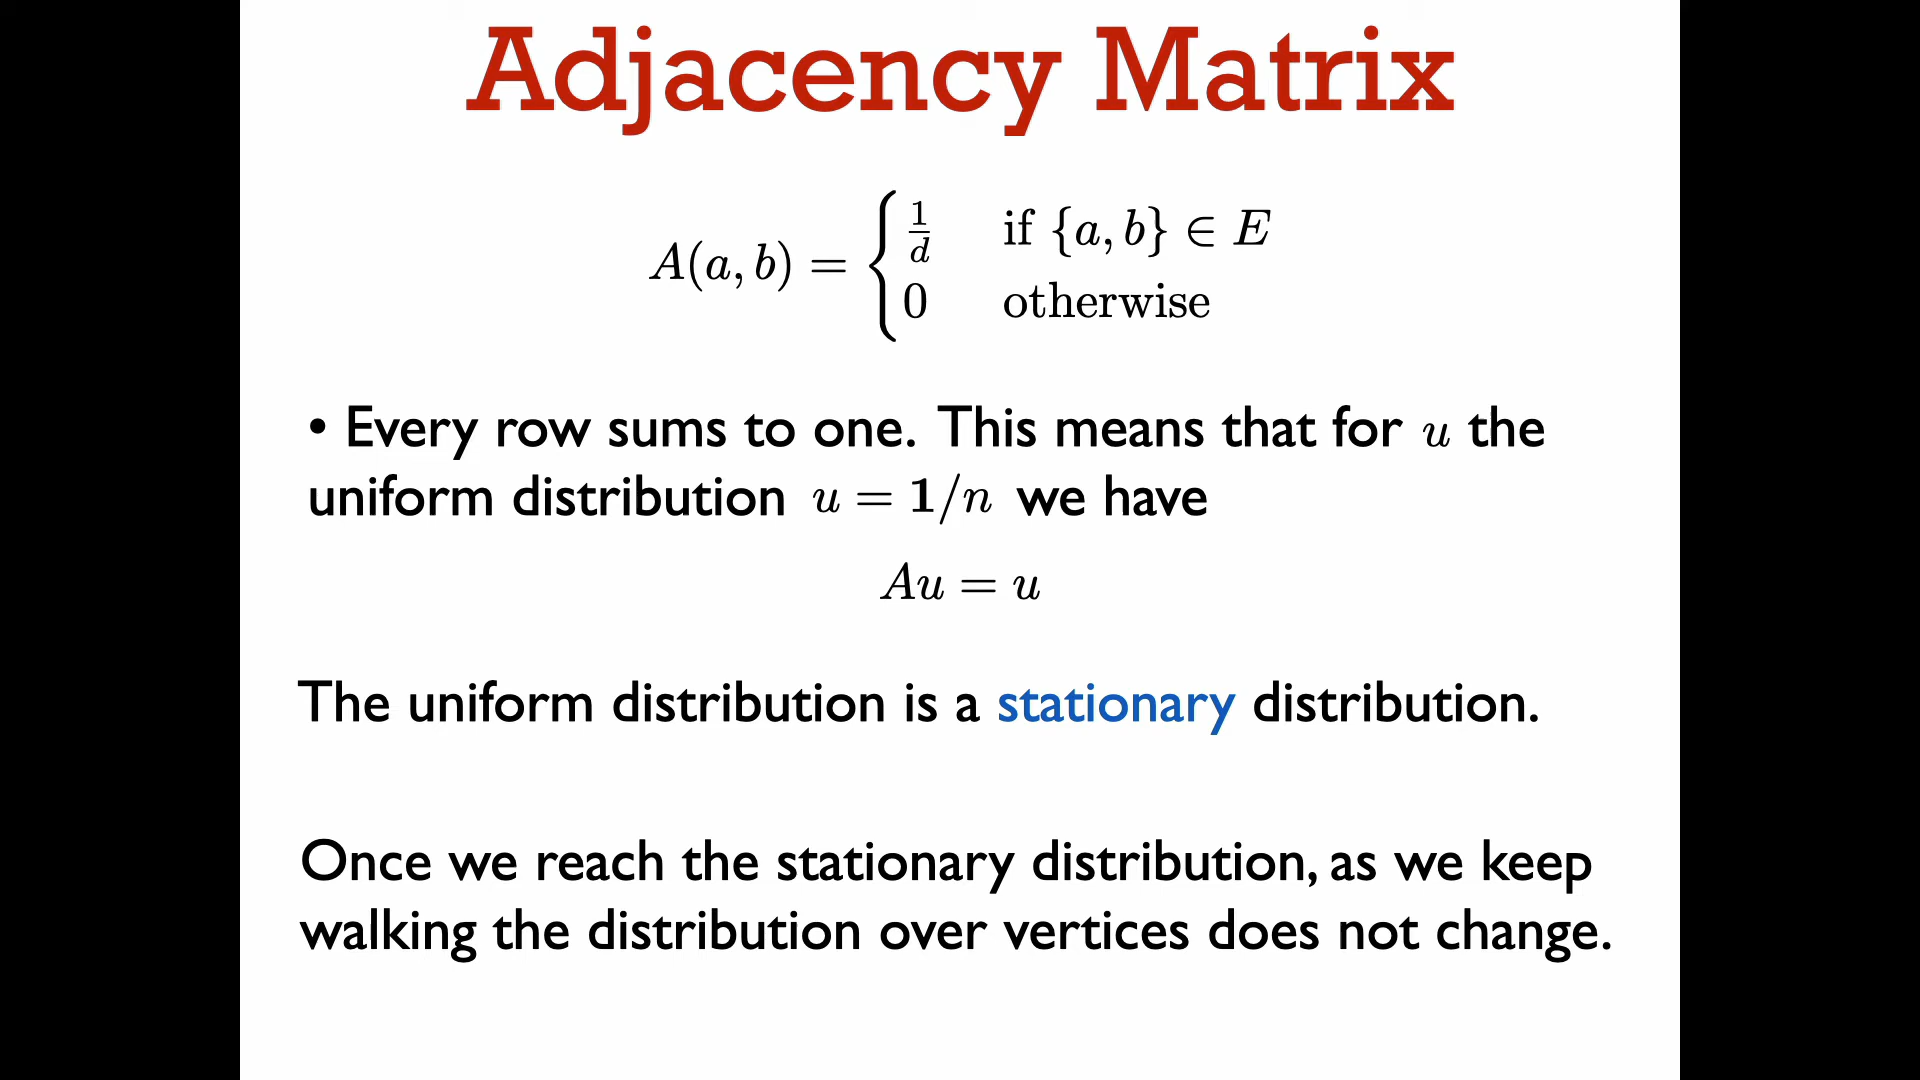 Adjacency Matrix
A(a, b) = { 1/d if {a, b} ∈ E
0 otherwise
• Every row sums to one. This means that for u the
uniform distribution u = 1/n we have
Au = u
The uniform distribution is a stationary distribution.
Once we reach the stationary distribution, as we keep
walking the distribution over vertices does not change.